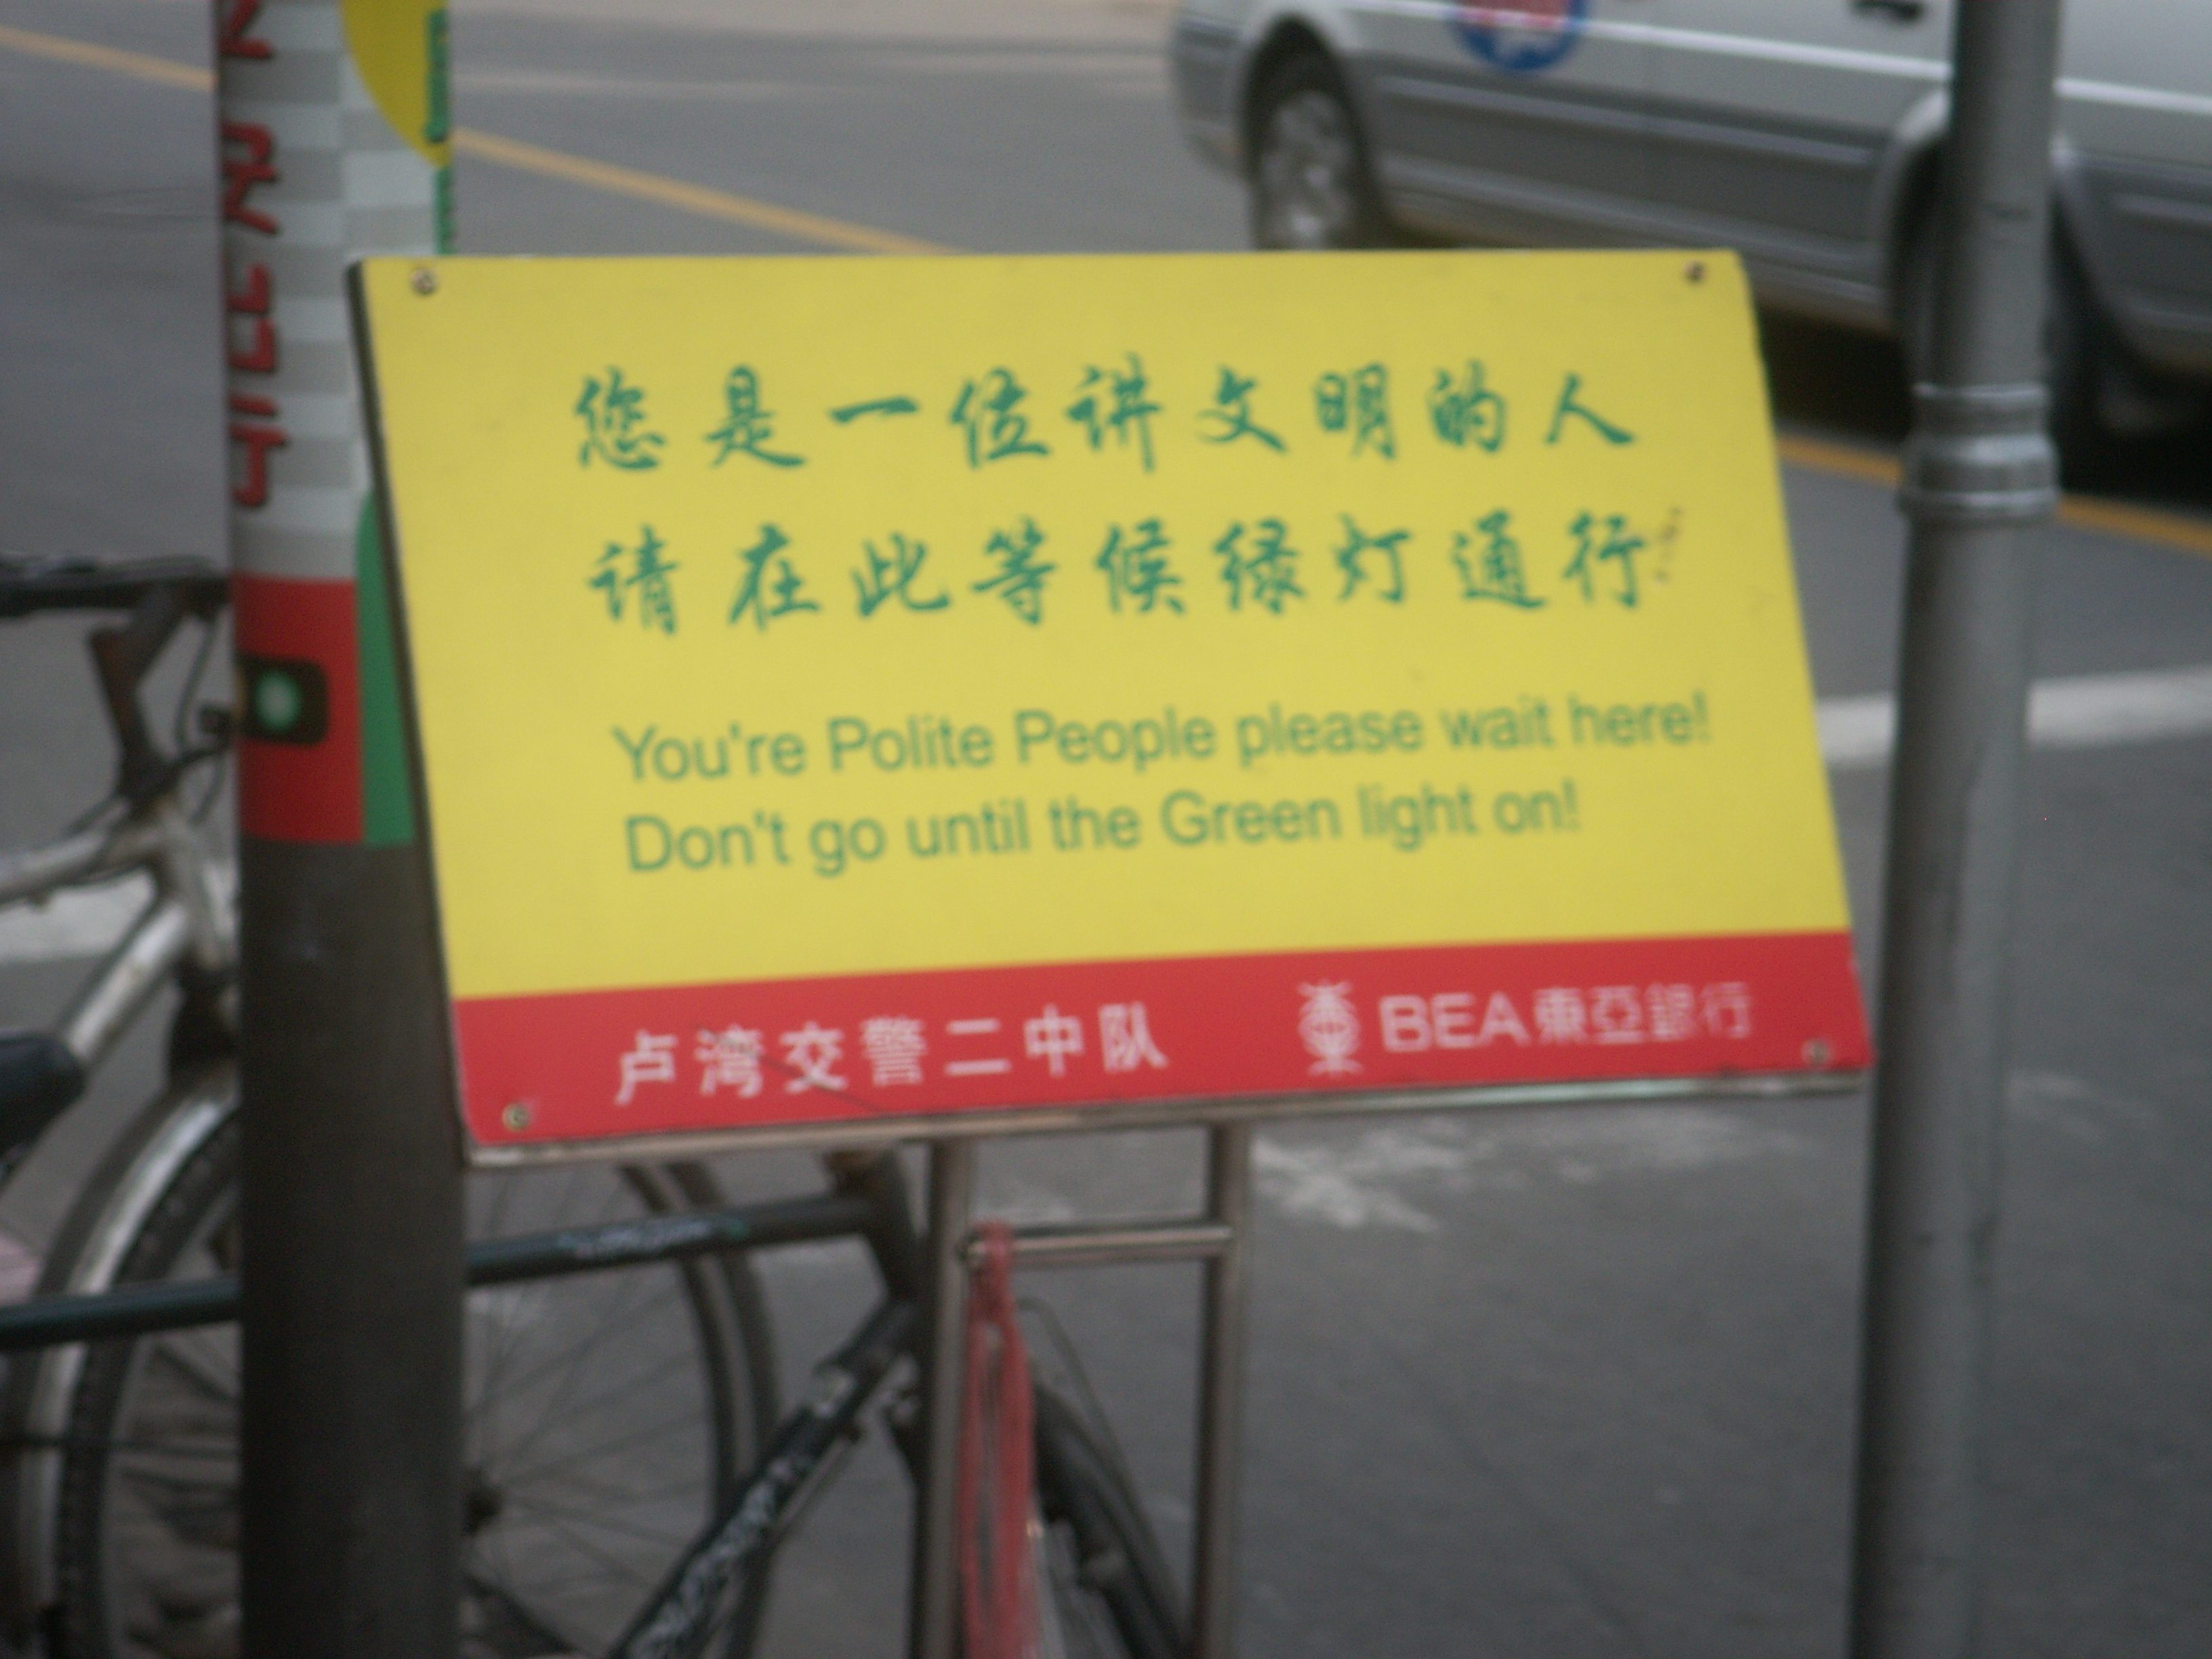 您是一位讲文明的人
请在此等候绿灯通行
You're Polite People please wait here!
Don't go until the Green light on!
卢湾交警二中队
BEA東亞銀行